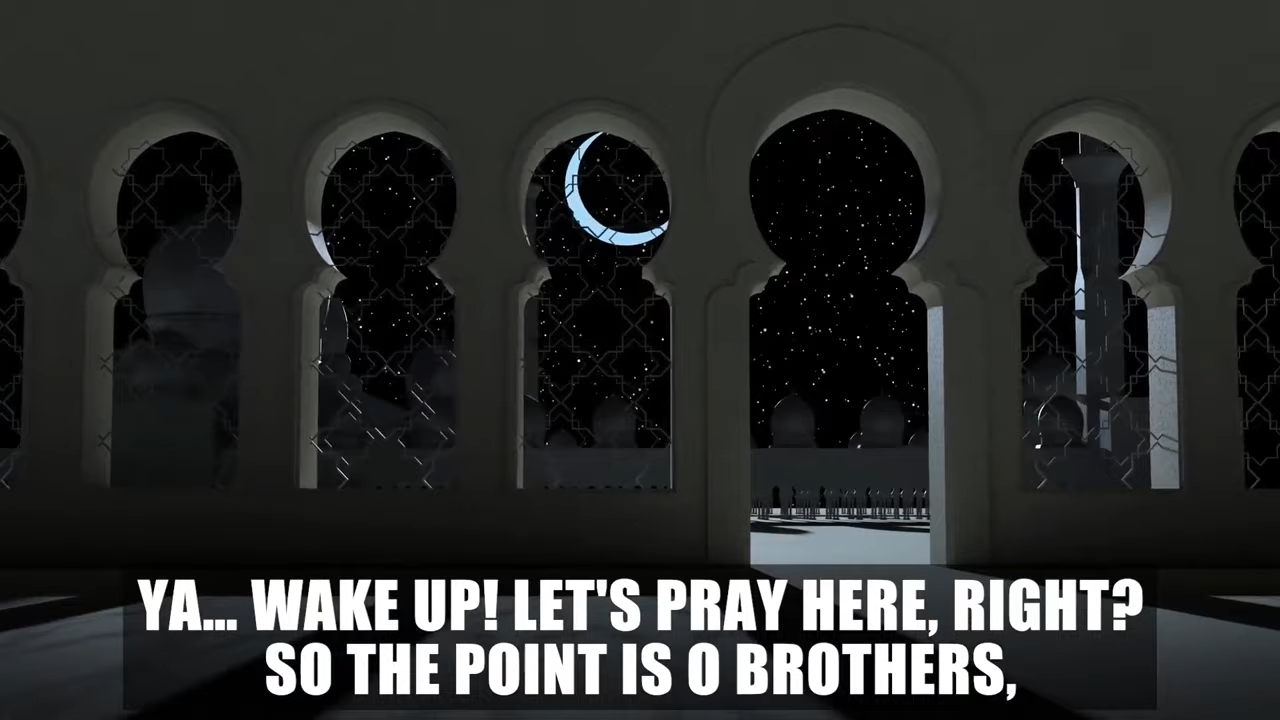 YA... WAKE UP! LET'S PRAY HERE, RIGHT?
SO THE POINT IS O BROTHERS,